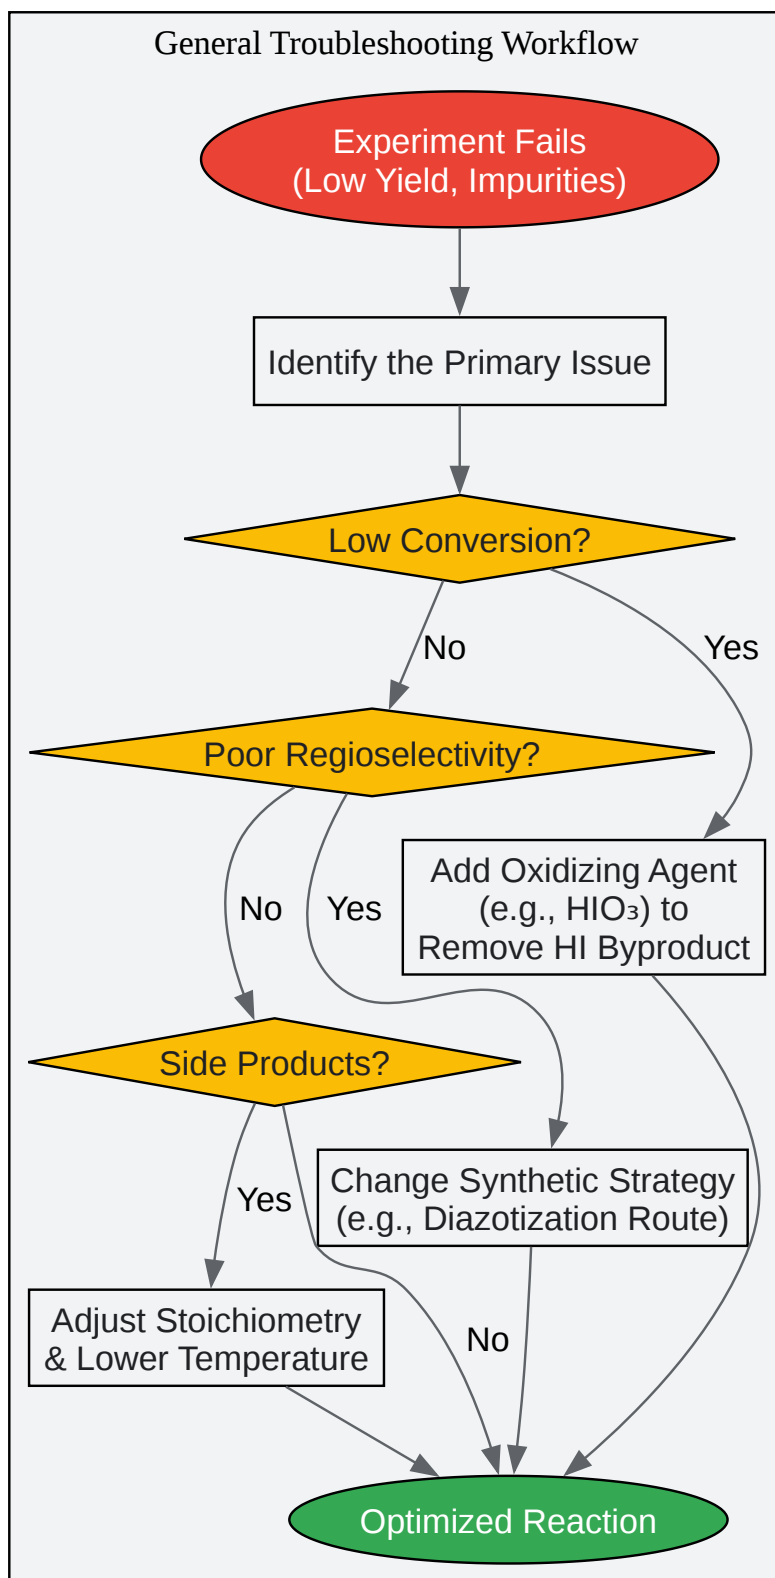 General Troubleshooting Workflow
Experiment Fails
(Low Yield, Impurities)
Identify the Primary Issue
Low Conversion?
No
Yes
Poor Regioselectivity?
Add Oxidizing Agent
(e.g., HIO₃) to
Remove HI Byproduct
No
Yes
Side Products?
Change Synthetic Strategy
(e.g., Diazotization Route)
Yes
Adjust Stoichiometry
& Lower Temperature
No
Optimized Reaction